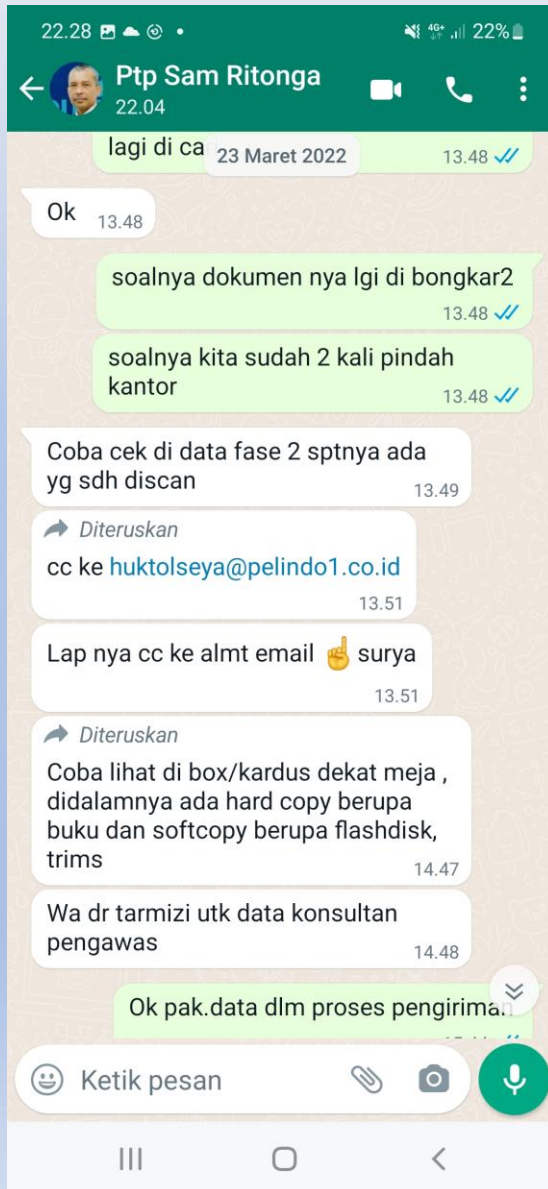 22.28
4G+
22%
Ptp Sam Ritonga
22.04
lagi di ca
23 Maret 2022
13.48
Ok
13.48
soalnya dokumen nya lgi di bongkar2
13.48
soalnya kita sudah 2 kali pindah
kantor
13.48
Coba cek di data fase 2 sptnya ada
yg sdh discan
13.49
Diteruskan
cc ke huktolseya@pelindo1.co.id
13.51
Lap nya cc ke almt email ☝ surya
13.51
Diteruskan
Coba lihat di box/kardus dekat meja ,
didalamnya ada hard copy berupa
buku dan softcopy berupa flashdisk,
trims
14.47
Wa dr tarmizi utk data konsultan
pengawas
14.48
Ok pak.data dlm proses pengiriman
Ketik pesan